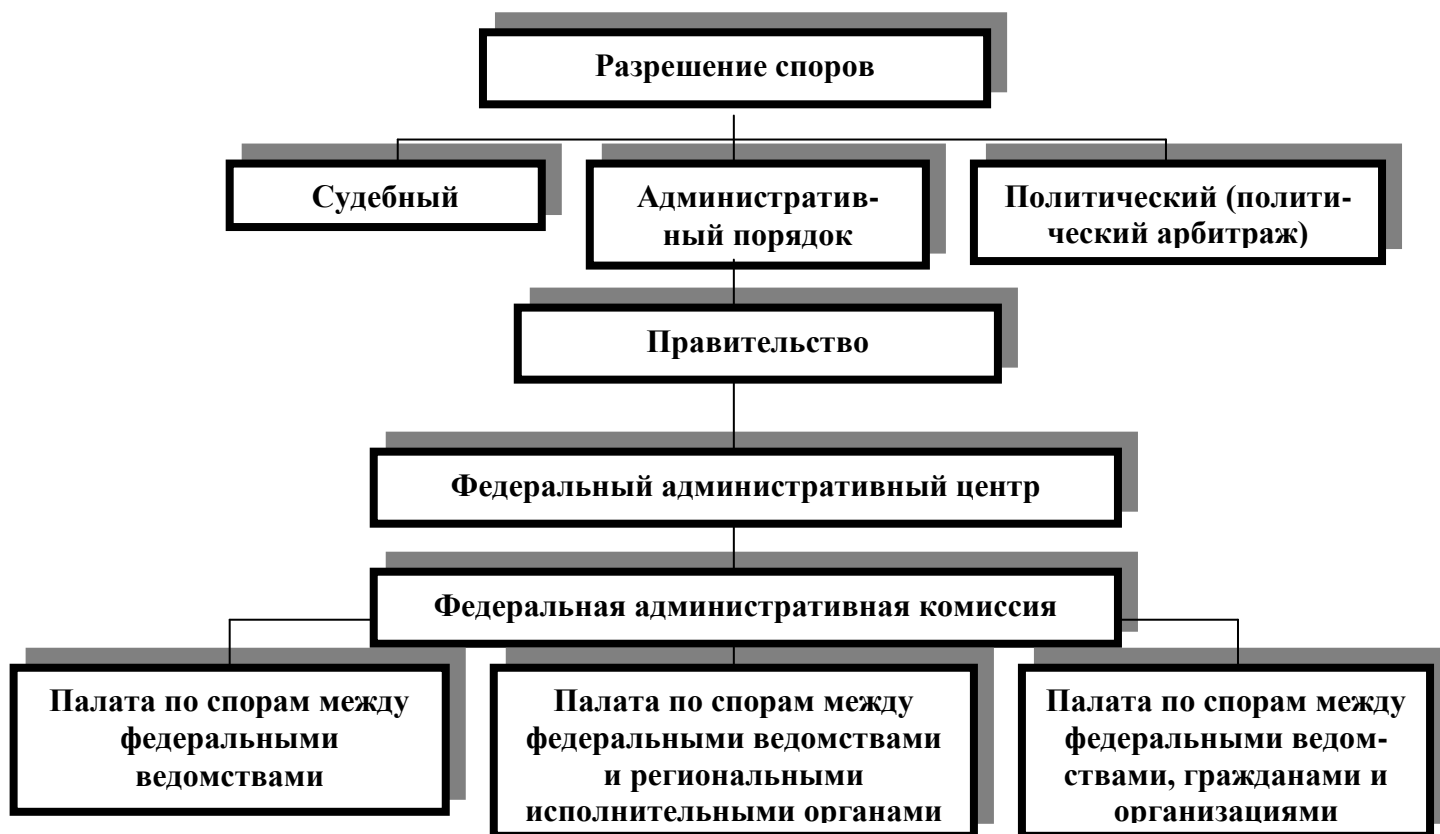 Разрешение споров
Судебный
Административ-
ный порядок
Политический (полити-
ческий арбитраж)
Правительство
Федеральный административный центр
Федеральная административная комиссия
Палата по спорам между
федеральными
ведомствами
Палата по спорам между
федеральными ведомствами
и региональными
исполнительными органами
Палата по спорам между
федеральными ведом-
ствами, гражданами и
организациями